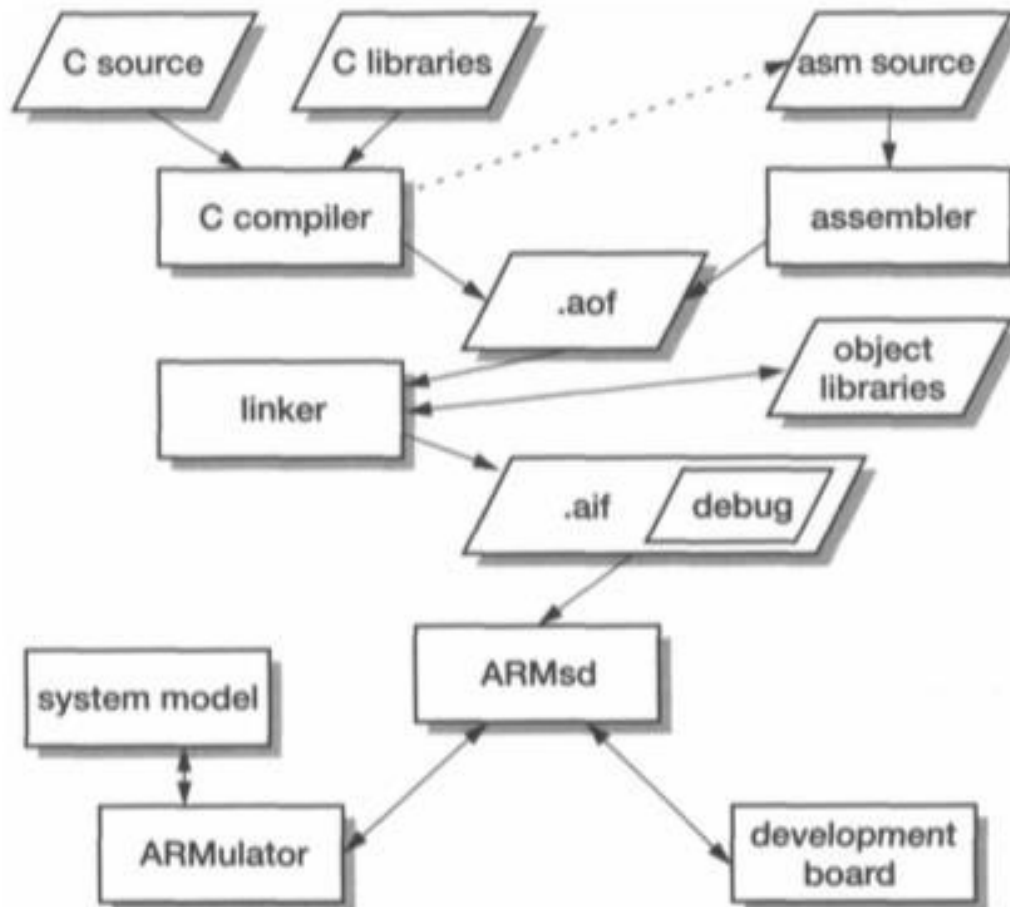 C source
C libraries
asm source
C compiler
assembler
.aof
object
libraries
linker
.aif
debug
ARMsd
system model
ARMulator
development
board